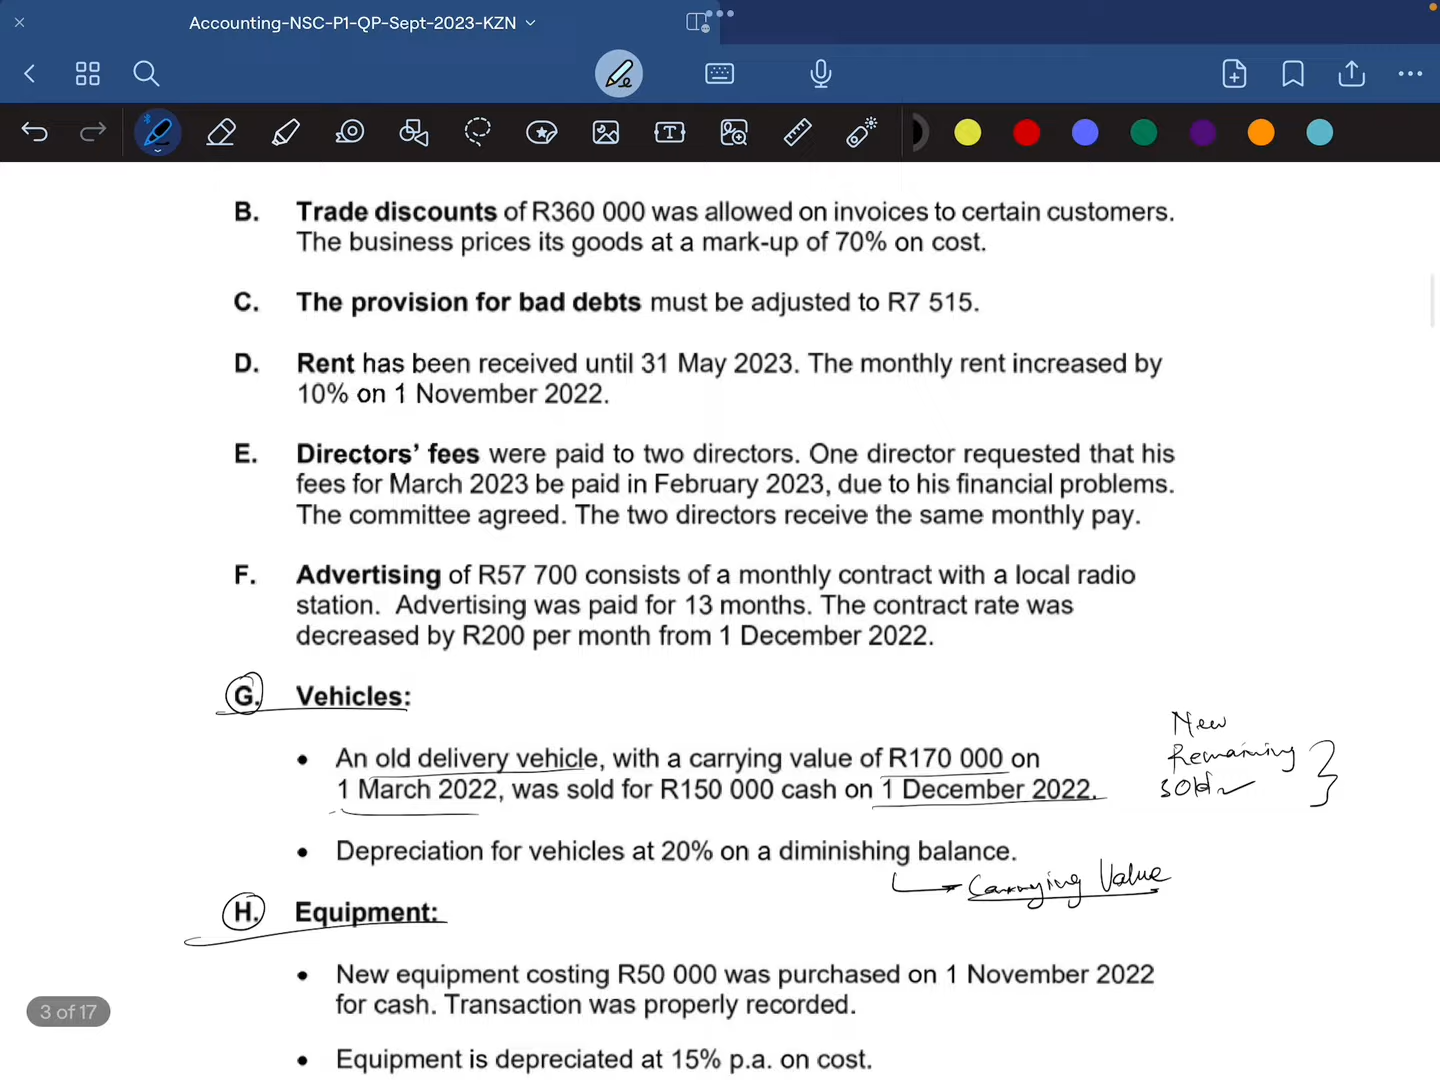 Accounting-NSC-P1-QP-Sept-2023-KZN
B. Trade discounts of R360 000 was allowed on invoices to certain customers.
The business prices its goods at a mark-up of 70% on cost.
C. The provision for bad debts must be adjusted to R7 515.
D. Rent has been received until 31 May 2023. The monthly rent increased by
10% on 1 November 2022.
E. Directors' fees were paid to two directors. One director requested that his
fees for March 2023 be paid in February 2023, due to his financial problems.
The committee agreed. The two directors receive the same monthly pay.
F. Advertising of R57 700 consists of a monthly contract with a local radio
station. Advertising was paid for 13 months. The contract rate was
decreased by R200 per month from 1 December 2022.
G. Vehicles:
New
Remaining
Sold
• An old delivery vehicle, with a carrying value of R170 000 on
1 March 2022, was sold for R150 000 cash on 1 December 2022.
• Depreciation for vehicles at 20% on a diminishing balance.
Carrying Value
H. Equipment:
• New equipment costing R50 000 was purchased on 1 November 2022
for cash. Transaction was properly recorded.
3 of 17
• Equipment is depreciated at 15% p.a. on cost.